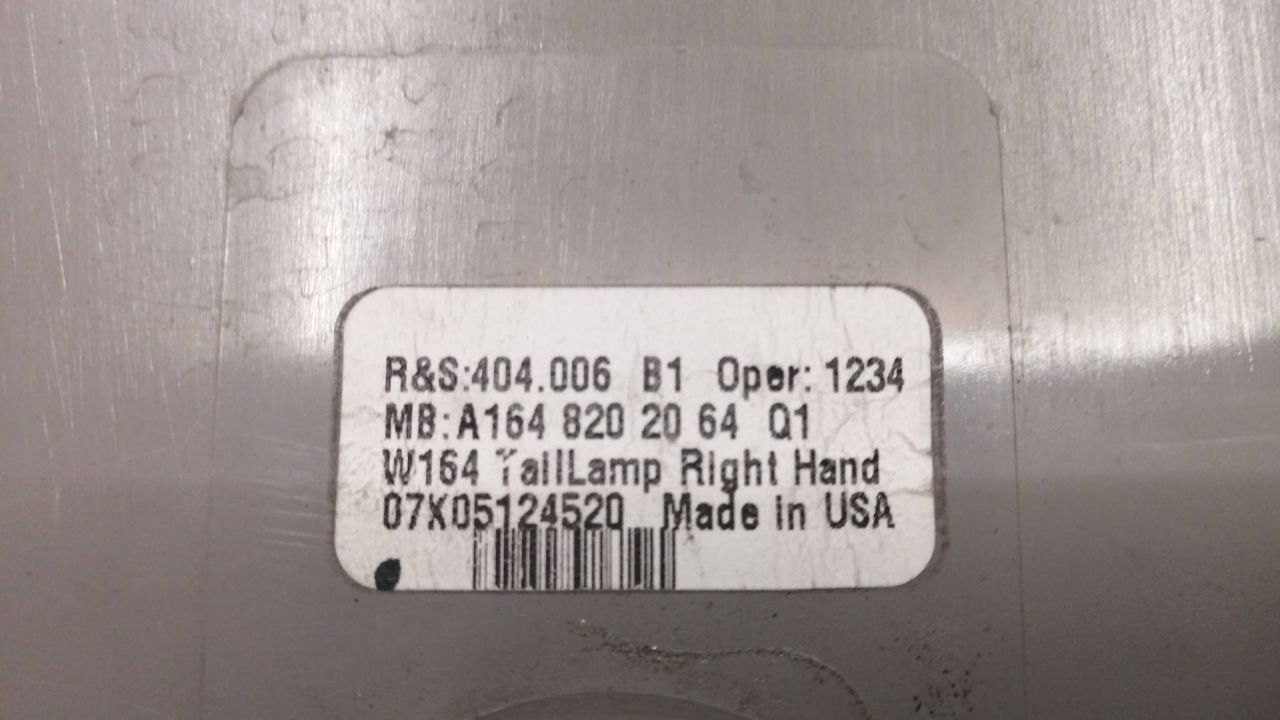 R&S:404.006 B1 Oper: 1234
MB:A164 820 20 64 Q1
W164 TailLamp Right Hand
07X05124520 Made in USA